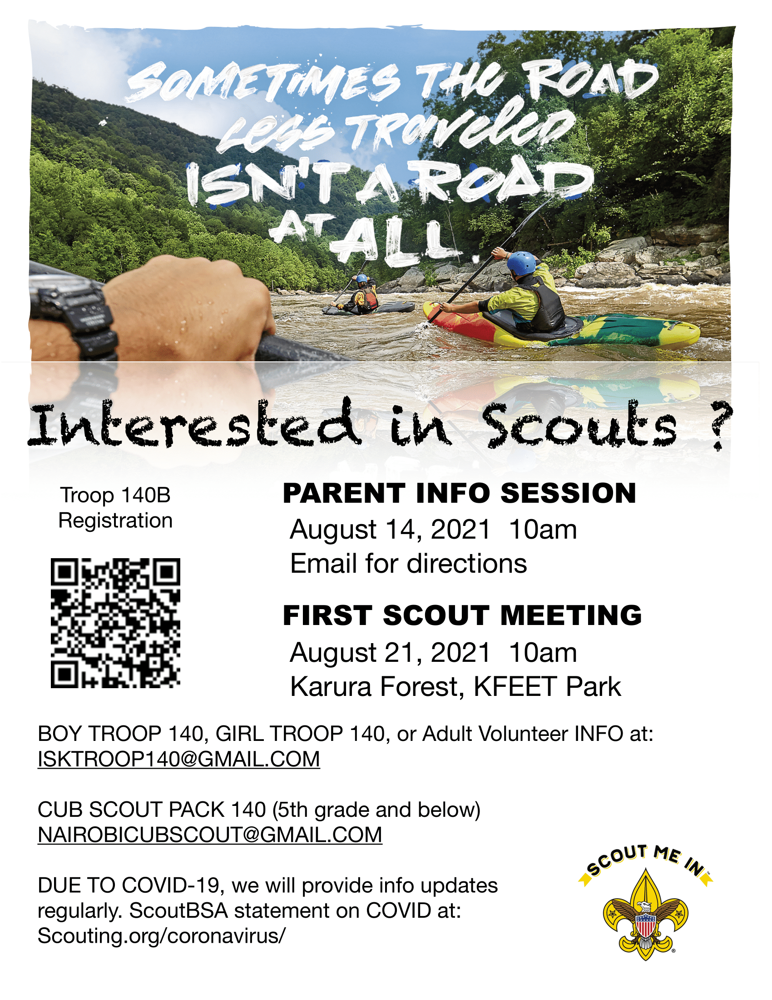 SOMETIMES THE ROAD
LESS TRAVELED
ISN'T A ROAD
AT ALL.
Interested in Scouts ?
Troop 140B
Registration
PARENT INFO SESSION
August 14, 2021 10am
Email for directions
FIRST SCOUT MEETING
August 21, 2021 10am
Karura Forest, KFEET Park
BOY TROOP 140, GIRL TROOP 140, or Adult Volunteer INFO at:
ISKTROOP140@GMAIL.COM
CUB SCOUT PACK 140 (5th grade and below)
NAIROBICUBSCOUT@GMAIL.COM
DUE TO COVID-19, we will provide info updates
regularly. ScoutBSA statement on COVID at:
Scouting.org/coronavirus/
SCOUT ME IN™
®